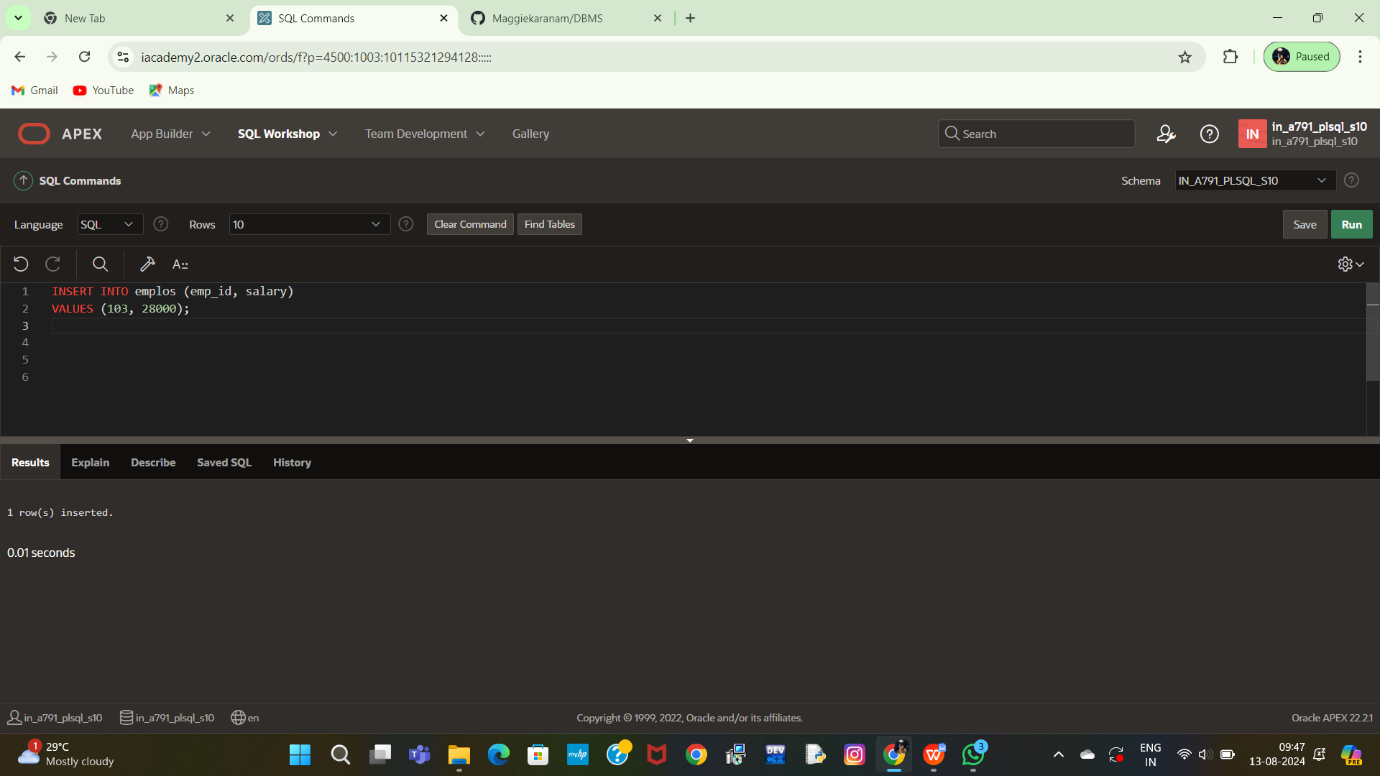 New Tab
SQL Commands
Maggiekaranam/DBMS
iacademy2.oracle.com/ords/f?p=4500:1003:10115321294128:::::
Paused
Gmail YouTube Maps
APEX App Builder SQL Workshop Team Development Gallery Search
IN in_a791_plsql_s10
in_a791_plsql_s10
SQL Commands Schema IN_A791_PLSQL_S10
Language SQL Rows 10 Clear Command Find Tables Save Run
1 INSERT INTO emplos (emp_id, salary)
2 VALUES (103, 28000);
3
4
5
6
Results Explain Describe Saved SQL History
1 row(s) inserted.
0.01 seconds
in_a791_plsql_s10 in_a791_plsql_s10 en Copyright © 1999, 2022, Oracle and/or its affiliates. Oracle APEX 22.2.1
1 29°C
Mostly cloudy
myhp
DEV
3
ENG
IN
09:47
13-08-2024
PRE